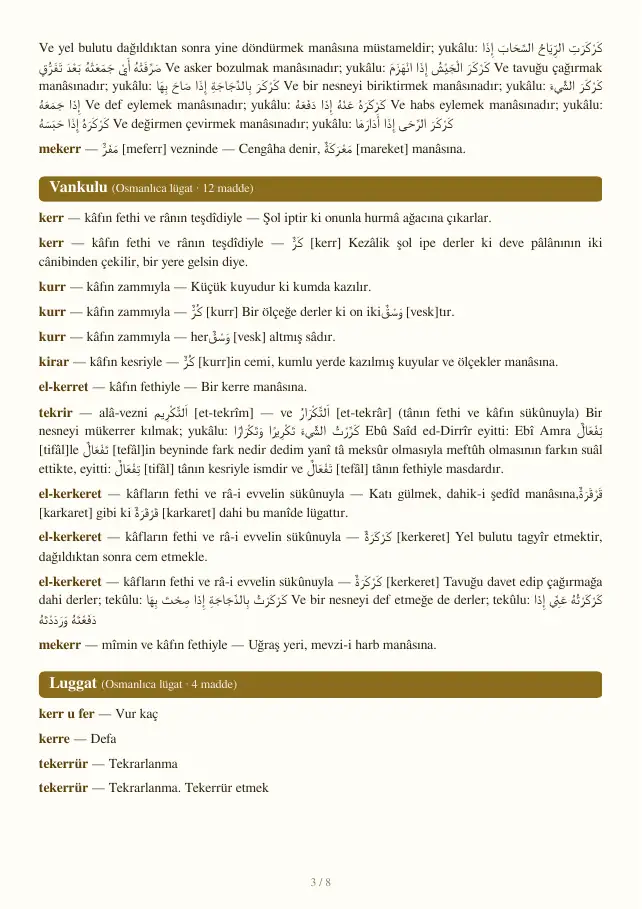 Ve yel bulutu dağıldıktan sonra yine döndürmek manâsına müstameldir; yukâlu: كَرْكَرَتِ الرِّيَاحُ السَّحَابَ إِذَا
صَرَّفَتْهُ أَيْ جَمَعَتْهُ بَعْدَ تَفَرُّقٍ Ve asker bozulmak manâsınadır; yukâlu: كَرْكَرَ الْجَيْشُ إِذَا انْهَزَمَ Ve tavuğu çağırmak
manâsınadır; yukâlu: كَرْكَرَ بِالدَّجَاجَةِ إِذَا صَاحَ بِهَا Ve bir nesneyi biriktirmek manâsınadır; yukâlu: كَرْكَرَ الشَّيْءَ
إِذَا جَمَعَهُ Ve def eylemek manâsınadır; yukâlu: كَرْكَرَهُ عَنْهُ إِذَا دَفَعَهُ Ve habs eylemek manâsınadır; yukâlu:
كَرْكَرَهُ إِذَا حَبَسَهُ Ve değirmen çevirmek manâsınadır; yukâlu: كَرْكَرَ الرَّحَى إِذَا أَدَارَهَا
mekerr — مَفَرٌّ [meferr] vezninde — Cengâha denir, مَعْرَكَةٌ [mareket] manâsına.
Vankulu (Osmanlıca lügat · 12 madde)
kerr — kâfın fethi ve rânın teşdîdiyle — Şol iptir ki onunla hurmâ ağacına çıkarlar.
kerr — kâfın fethi ve rânın teşdîdiyle — كَرٌّ [kerr] Kezâlik şol ipe derler ki deve pâlânının iki
cânibinden çekilir, bir yere gelsin diye.
kurr — kâfın zammıyla — Küçük kuyudur ki kumda kazılır.
kurr — kâfın zammıyla — كُرٌّ [kurr] Bir ölçeğe derler ki on iki وَسْقٌ [vesk]tır.
kurr — kâfın zammıyla — her وَسْقٌ [vesk] altmış sâdır.
kirar — kâfın kesriyle — كُرٌّ [kurr]in cemi, kumlu yerde kazılmış kuyular ve ölçekler manâsına.
el-kerret — kâfın fethiyle — Bir kerre manâsına.
tekrir — alâ-vezni اَلتَّكْرِيم [et-tekrîm] — ve اَلتَّكْرَارُ [et-tekrâr] (tânın fethi ve kâfın sükûnuyla) Bir
nesneyi mükerrer kılmak; yukâlu: كَرَّرْتُ الشَّيْءَ تَكْرِيرًا وَتَكْرَارًا Ebû Saîd ed-Dırrîr eyitti: Ebî Amra تِفْعَالٌ
[tifâl]le تَفْعَالٌ [tefâl]in beyninde fark nedir dedim yanî tâ meksûr olmasıyla meftûh olmasının farkın suâl
ettikte, eyitti: تِفْعَالٌ [tifâl] tânın kesriyle ismdir ve تَفْعَالٌ [tefâl] tânın fethiyle masdardır.
el-kerkeret — kâfların fethi ve râ-i evvelin sükûnuyla — Katı gülmek, dahik-i şedîd manâsına, قَرْقَرَةٌ
[karkaret] gibi ki قَرْقَرَةٌ [karkaret] dahi bu manîde lügattır.
el-kerkeret — kâfların fethi ve râ-i evvelin sükûnuyla — كَرْكَرَةٌ [kerkeret] Yel bulutu tagyîr etmektir,
dağıldıktan sonra cem etmekle.
el-kerkeret — kâfların fethi ve râ-i evvelin sükûnuyla — كَرْكَرَةٌ [kerkeret] Tavuğu davet edip çağırmağa
dahi derler; tekûlu: كَرْكَرْتُ بِالدَّجَاجَةِ إِذَا صِحْتَ بِهَا Ve bir nesneyi def etmeğe de derler; tekûlu: كَرْكَرْتُهُ عَنِّي إِذَا
دَفَعْتَهُ وَرَدَدْتَهُ
mekerr — mîmin ve kâfın fethiyle — Uğraş yeri, mevzi-i harb manâsına.
Luggat (Osmanlıca lügat · 4 madde)
kerr u fer — Vur kaç
kerre — Defa
tekerrür — Tekrarlanma
tekerrür — Tekrarlanma. Tekerrür etmek
3 / 8